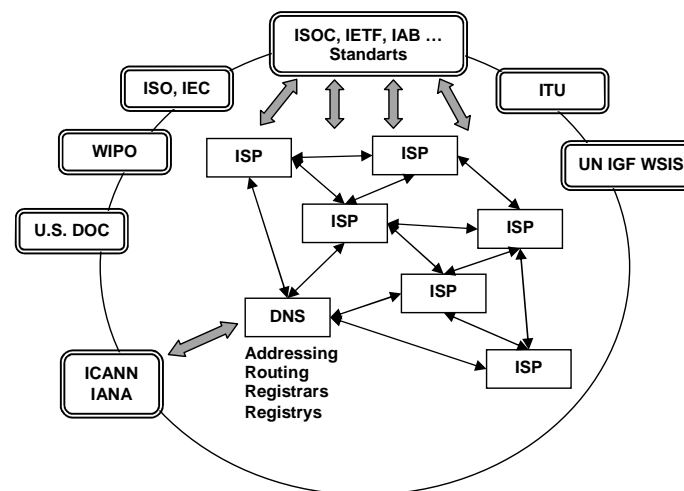 ISOC, IETF, IAB ...
Standarts
ISO, IEC
ITU
WIPO
ISP
ISP
UN IGF WSIS
U.S. DOC
ISP
ISP
ISP
DNS
Addressing
Routing
Registrars
Registrys
ISP
ICANN
IANA